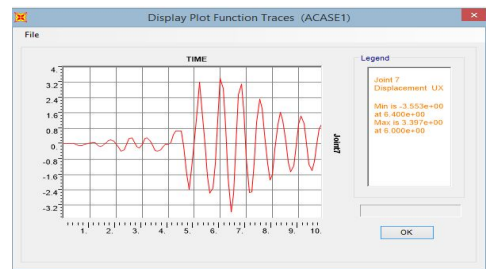 Display Plot Function Traces (ACASE1)
File
TIME
4.
3.2
2.4
1.6
0.8
0.
-0.8
-1.6
-2.4
-3.2
1. 2. 3. 4. 5. 6. 7. 8. 9. 10.
Joint7
Legend
Joint 7
Displacement UX
Min is -3.553e+00
at 6.400e+00
Max is 3.397e+00
at 6.000e+00
OK